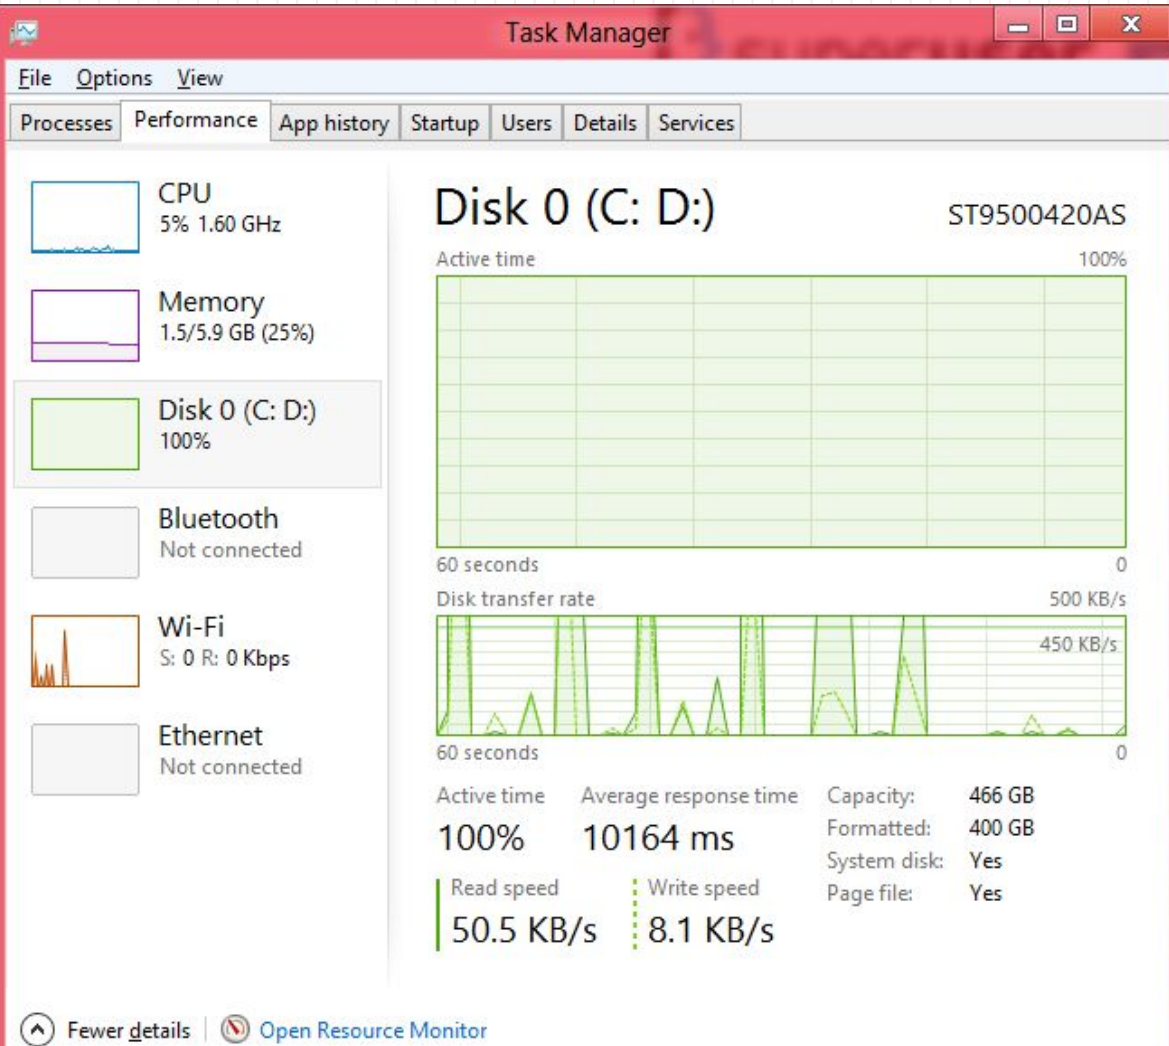 Task Manager
File Options View
Processes Performance App history Startup Users Details Services
CPU
5% 1.60 GHz
Memory
1.5/5.9 GB (25%)
Disk 0 (C: D:)
100%
Bluetooth
Not connected
Wi-Fi
S: 0 R: 0 Kbps
Ethernet
Not connected
Disk 0 (C: D:) ST9500420AS
Active time 100%
60 seconds 0
Disk transfer rate 500 KB/s
450 KB/s
60 seconds 0
Active time Average response time
100% 10164 ms
Read speed Write speed
50.5 KB/s 8.1 KB/s
Capacity: 466 GB
Formatted: 400 GB
System disk: Yes
Page file: Yes
Fewer details Open Resource Monitor